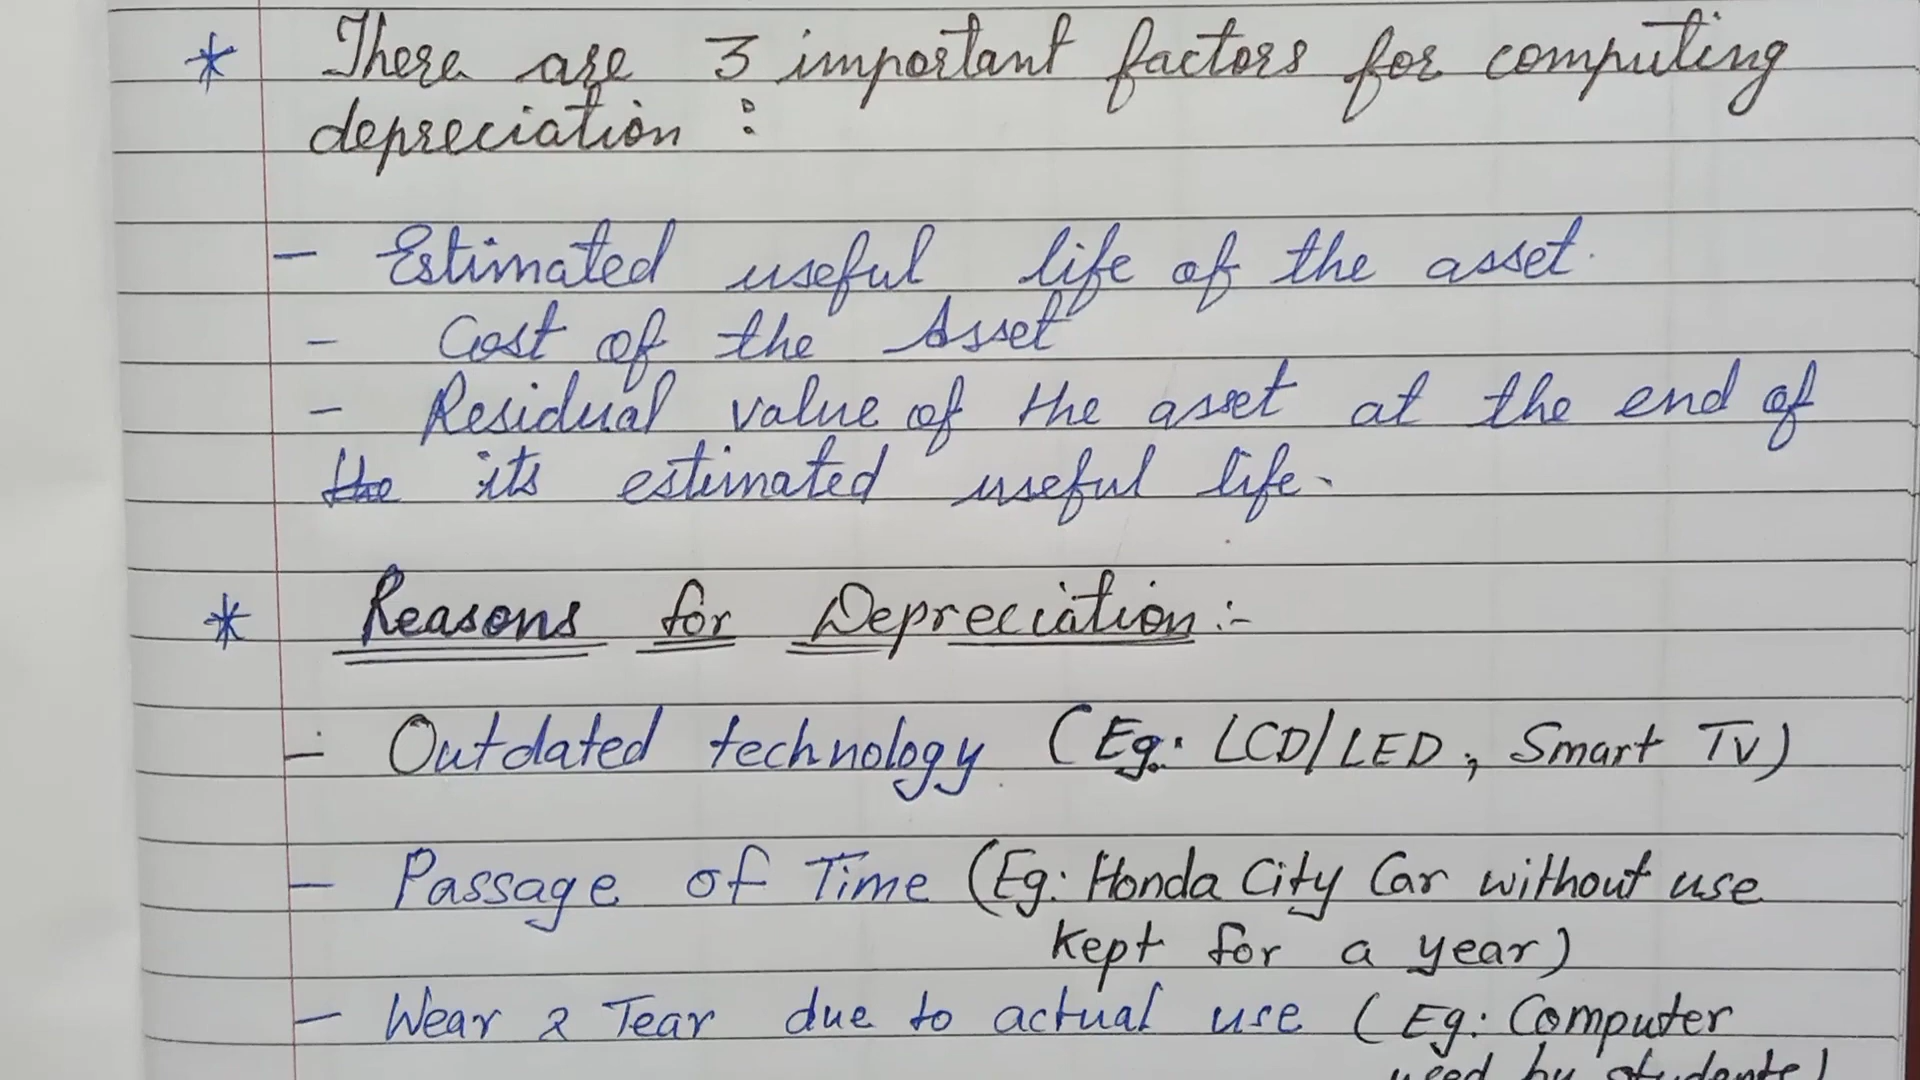 * There are 3 important factors for computing
depreciation :
- Estimated useful life of the asset.
- Cost of the Asset
- Residual value of the asset at the end of
the its estimated useful life.
* Reasons for Depreciation :-
- Outdated technology (Eg: LCD/LED, Smart TV)
- Passage of Time (Eg: Honda City Car without use
kept for a year)
- Wear & Tear due to actual use (Eg: Computer
used by students)